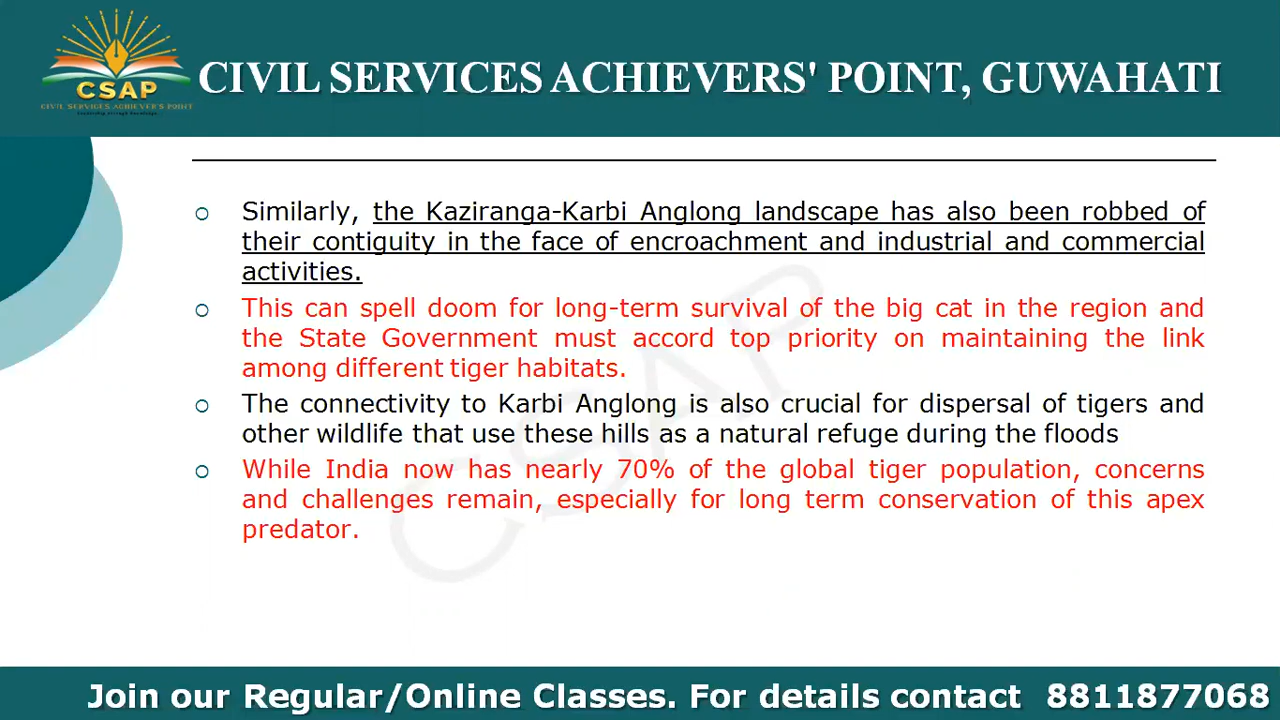 CSAP
CIVIL SERVICES ACHIEVER'S POINT
CIVIL SERVICES ACHIEVERS' POINT, GUWAHATI
Similarly, the Kaziranga-Karbi Anglong landscape has also been robbed of
their contiguity in the face of encroachment and industrial and commercial
activities.
This can spell doom for long-term survival of the big cat in the region and
the State Government must accord top priority on maintaining the link
among different tiger habitats.
The connectivity to Karbi Anglong is also crucial for dispersal of tigers and
other wildlife that use these hills as a natural refuge during the floods
While India now has nearly 70% of the global tiger population, concerns
and challenges remain, especially for long term conservation of this apex
predator.
CSAP
Join our Regular/Online Classes. For details contact 8811877068